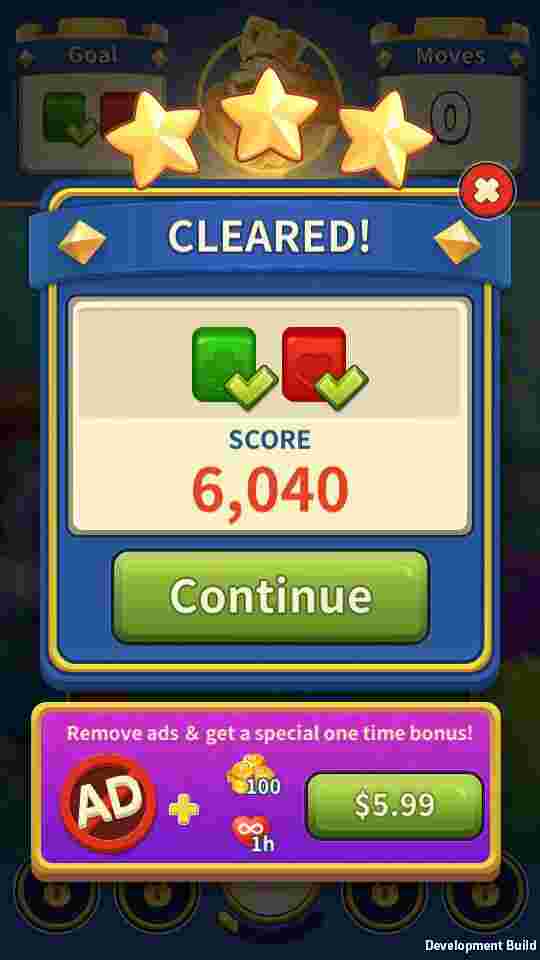 Goal
Moves
0
CLEARED!
SCORE
6,040
Continue
Remove ads & get a special one time bonus!
AD
100
$5.99
1h
Development Build